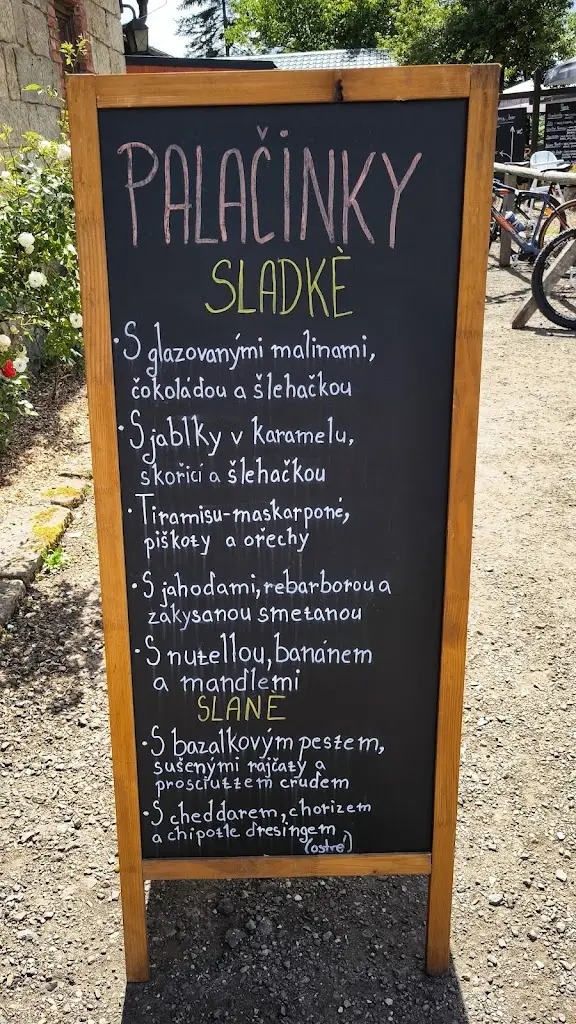 PALAČINKY
SLADKÉ
· S glazovanými malinami,
čokoládou a šlehačkou
· S jablky v karamelu,
skořicí a šlehačkou
· Tiramisu-maskarpone,
piškoty a ořechy
· S jahodami, rebarborou a
zakysanou smetanou
· S nutellou, banánem
a mandlemi
SLANÉ
· S bazalkovým pestem,
sušenými rajčaty a
prosciuttem crudem
· S cheddarem, chorizem
a chipotle dresingem
(ostré)